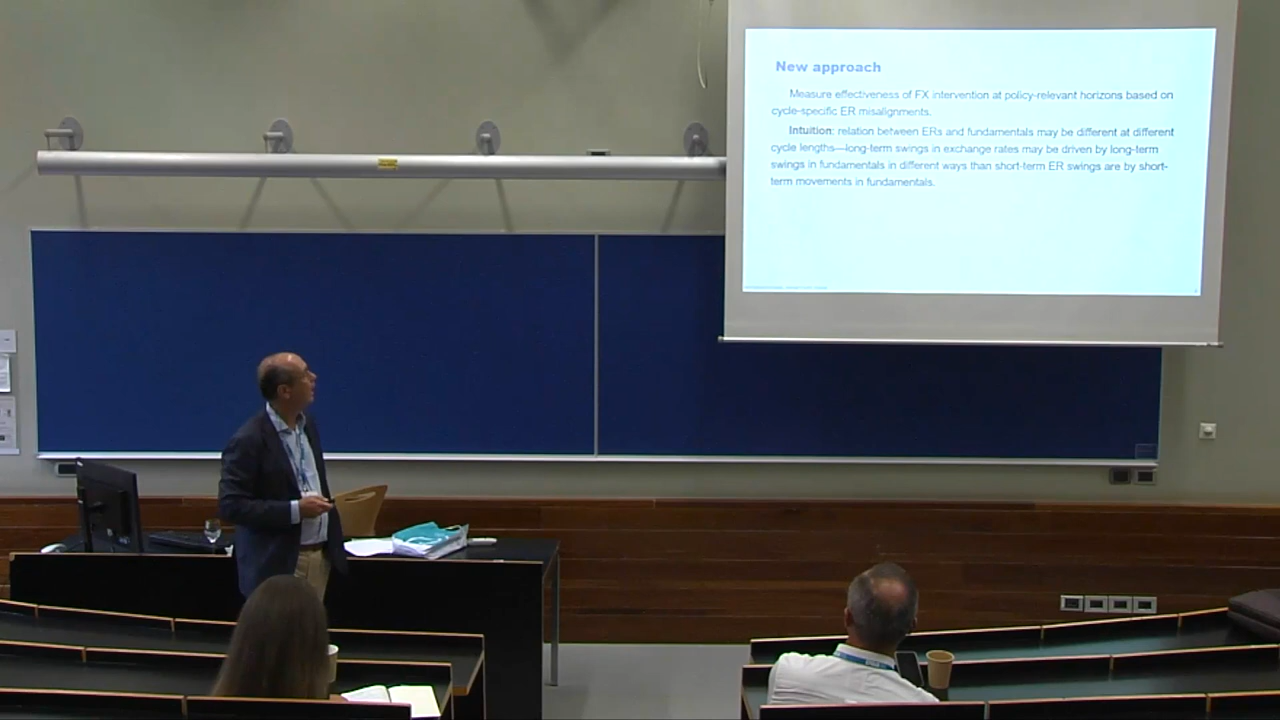 New approach
Measure effectiveness of FX intervention at policy-relevant horizons based on
cycle-specific ER misalignments.
Intuition: relation between ERs and fundamentals may be different at different
cycle lengths—long-term swings in exchange rates may be driven by long-term
swings in fundamentals in different ways than short-term ER swings are by short-
term movements in fundamentals.